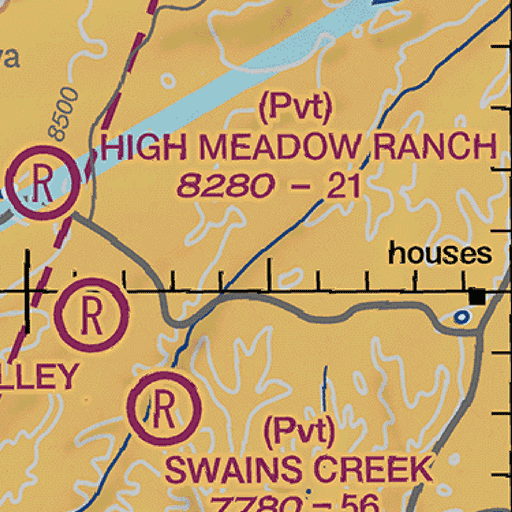 va
8500
(Pvt)
HIGH MEADOW RANCH
8280 – 21
R
houses
R
LLEY
R
(Pvt)
SWAINS CREEK
7780 – 56